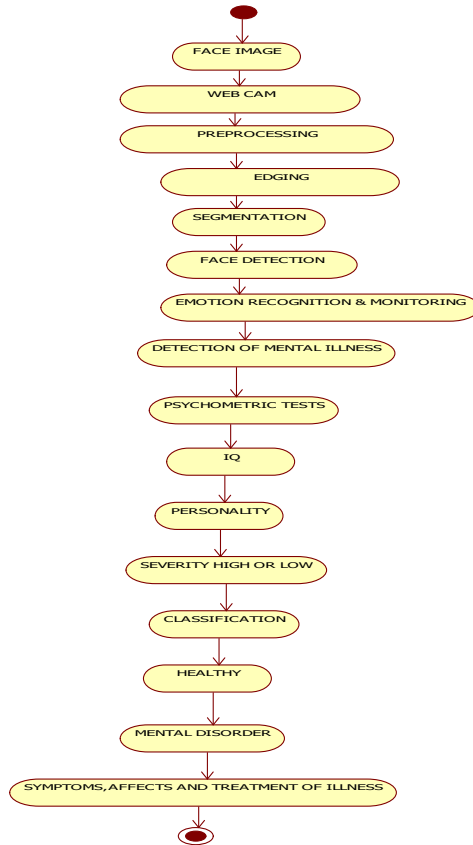 FACE IMAGE
WEB CAM
PREPROCESSING
EDGING
SEGMENTATION
FACE DETECTION
EMOTION RECOGNITION & MONITORING
DETECTION OF MENTAL ILLNESS
PSYCHOMETRIC TESTS
IQ
PERSONALITY
SEVERITY HIGH OR LOW
CLASSIFICATION
HEALTHY
MENTAL DISORDER
SYMPTOMS,AFFECTS AND TREATMENT OF ILLNESS